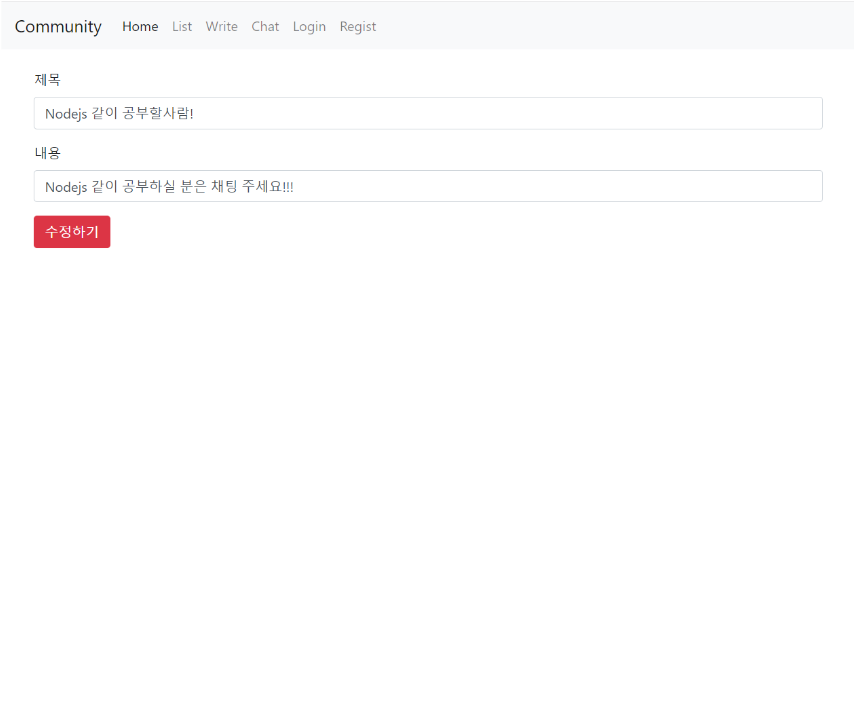 Community Home List Write Chat Login Regist
제목
Nodejs 같이 공부할사람!
내용
Nodejs 같이 공부하실 분은 채팅 주세요!!!
수정하기